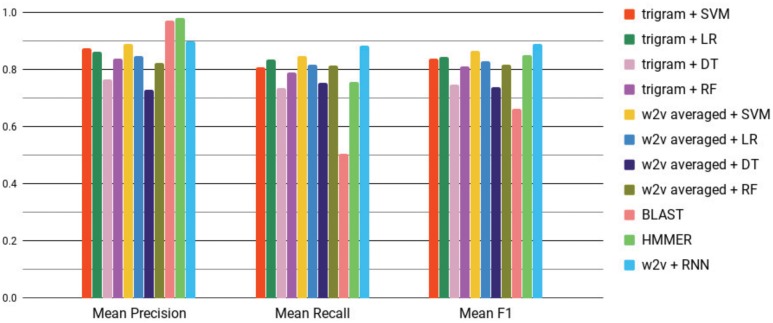 1.0
0.8
0.6
0.4
0.2
0.0
Mean Precision
Mean Recall
Mean F1
trigram + SVM
trigram + LR
trigram + DT
trigram + RF
w2v averaged + SVM
w2v averaged + LR
w2v averaged + DT
w2v averaged + RF
BLAST
HMMER
w2v + RNN